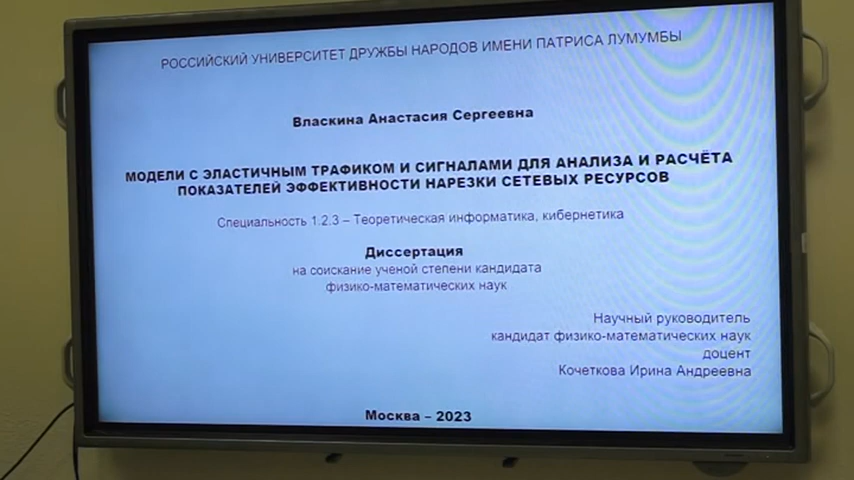 РОССИЙСКИЙ УНИВЕРСИТЕТ ДРУЖБЫ НАРОДОВ ИМЕНИ ПАТРИСА ЛУМУМБЫ
Власкина Анастасия Сергеевна
МОДЕЛИ С ЭЛАСТИЧНЫМ ТРАФИКОМ И СИГНАЛАМИ ДЛЯ АНАЛИЗА И РАСЧЁТА
ПОКАЗАТЕЛЕЙ ЭФФЕКТИВНОСТИ НАРЕЗКИ СЕТЕВЫХ РЕСУРСОВ
Специальность 1.2.3 – Теоретическая информатика, кибернетика
Диссертация
на соискание ученой степени кандидата
физико-математических наук
Научный руководитель
кандидат физико-математических наук
доцент
Кочеткова Ирина Андреевна
Москва – 2023